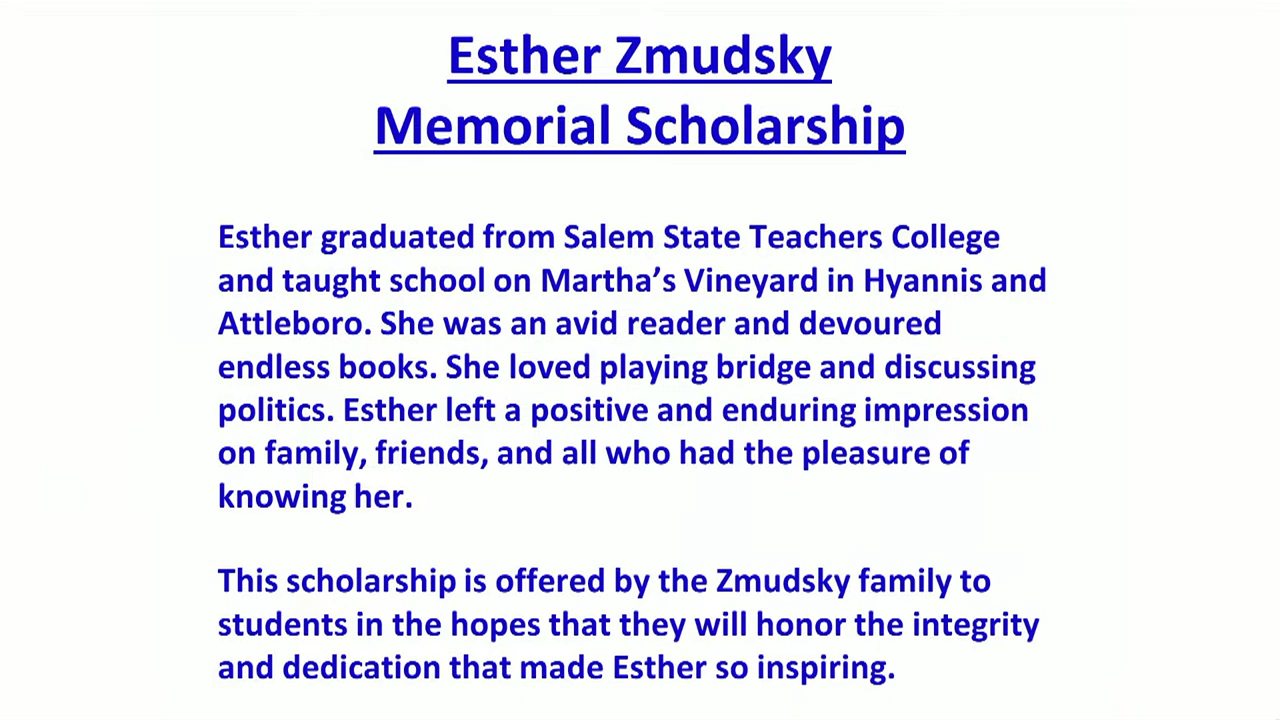 Esther Zmudsky
Memorial Scholarship
Esther graduated from Salem State Teachers College
and taught school on Martha’s Vineyard in Hyannis and
Attleboro. She was an avid reader and devoured
endless books. She loved playing bridge and discussing
politics. Esther left a positive and enduring impression
on family, friends, and all who had the pleasure of
knowing her.
This scholarship is offered by the Zmudsky family to
students in the hopes that they will honor the integrity
and dedication that made Esther so inspiring.